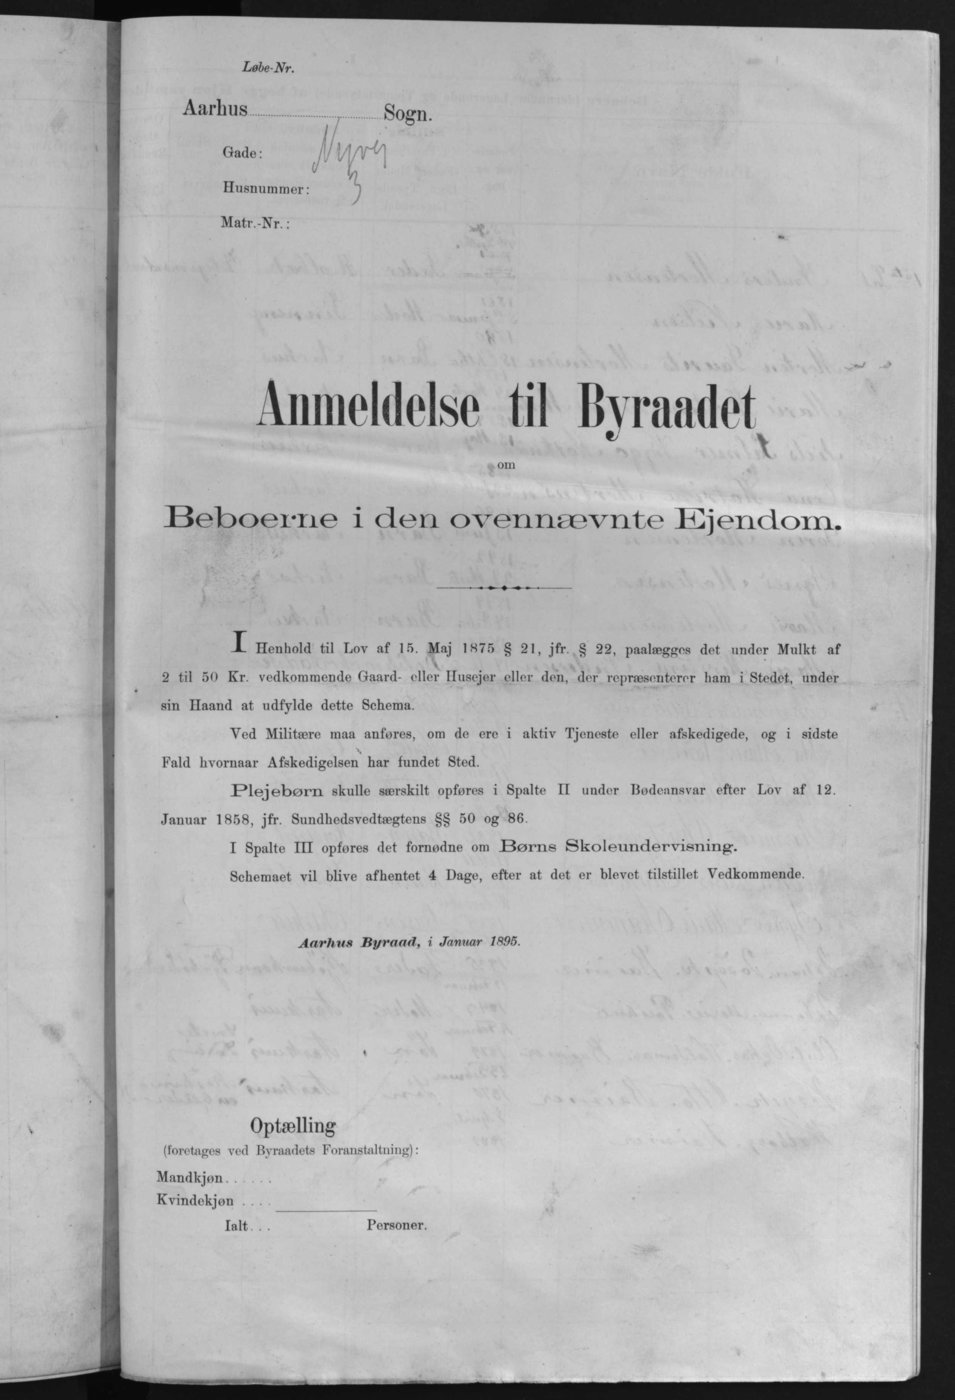 Løbe-Nr.
Aarhus Sogn.
Gade: Nyvej
Husnummer: 3
Matr.-Nr.:
Anmeldelse til Byraadet
om
Beboerne i den ovennævnte Ejendom.
I Henhold til Lov af 15. Maj 1875 § 21, jfr. § 22, paalægges det under Mulkt af
2 til 50 Kr. vedkommende Gaard- eller Husejer eller den, der repræsenterer ham i Stedet, under
sin Haand at udfylde dette Schema.
Ved Militære maa anføres, om de ere i aktiv Tjeneste eller afskedigede, og i sidste
Fald hvornaar Afskedigelsen har fundet Sted.
Plejebørn skulle særskilt opføres i Spalte II under Bødeansvar efter Lov af 12.
Januar 1858, jfr. Sundhedsvedtægtens §§ 50 og 86.
I Spalte III opføres det fornødne om Børns Skoleundervisning.
Schemaet vil blive afhentet 4 Dage, efter at det er blevet tilstillet Vedkommende.
Aarhus Byraad, i Januar 1895.
Optælling
(foretages ved Byraadets Foranstaltning):
Mandkjøn......
Kvindekjøn ....
Ialt... Personer.